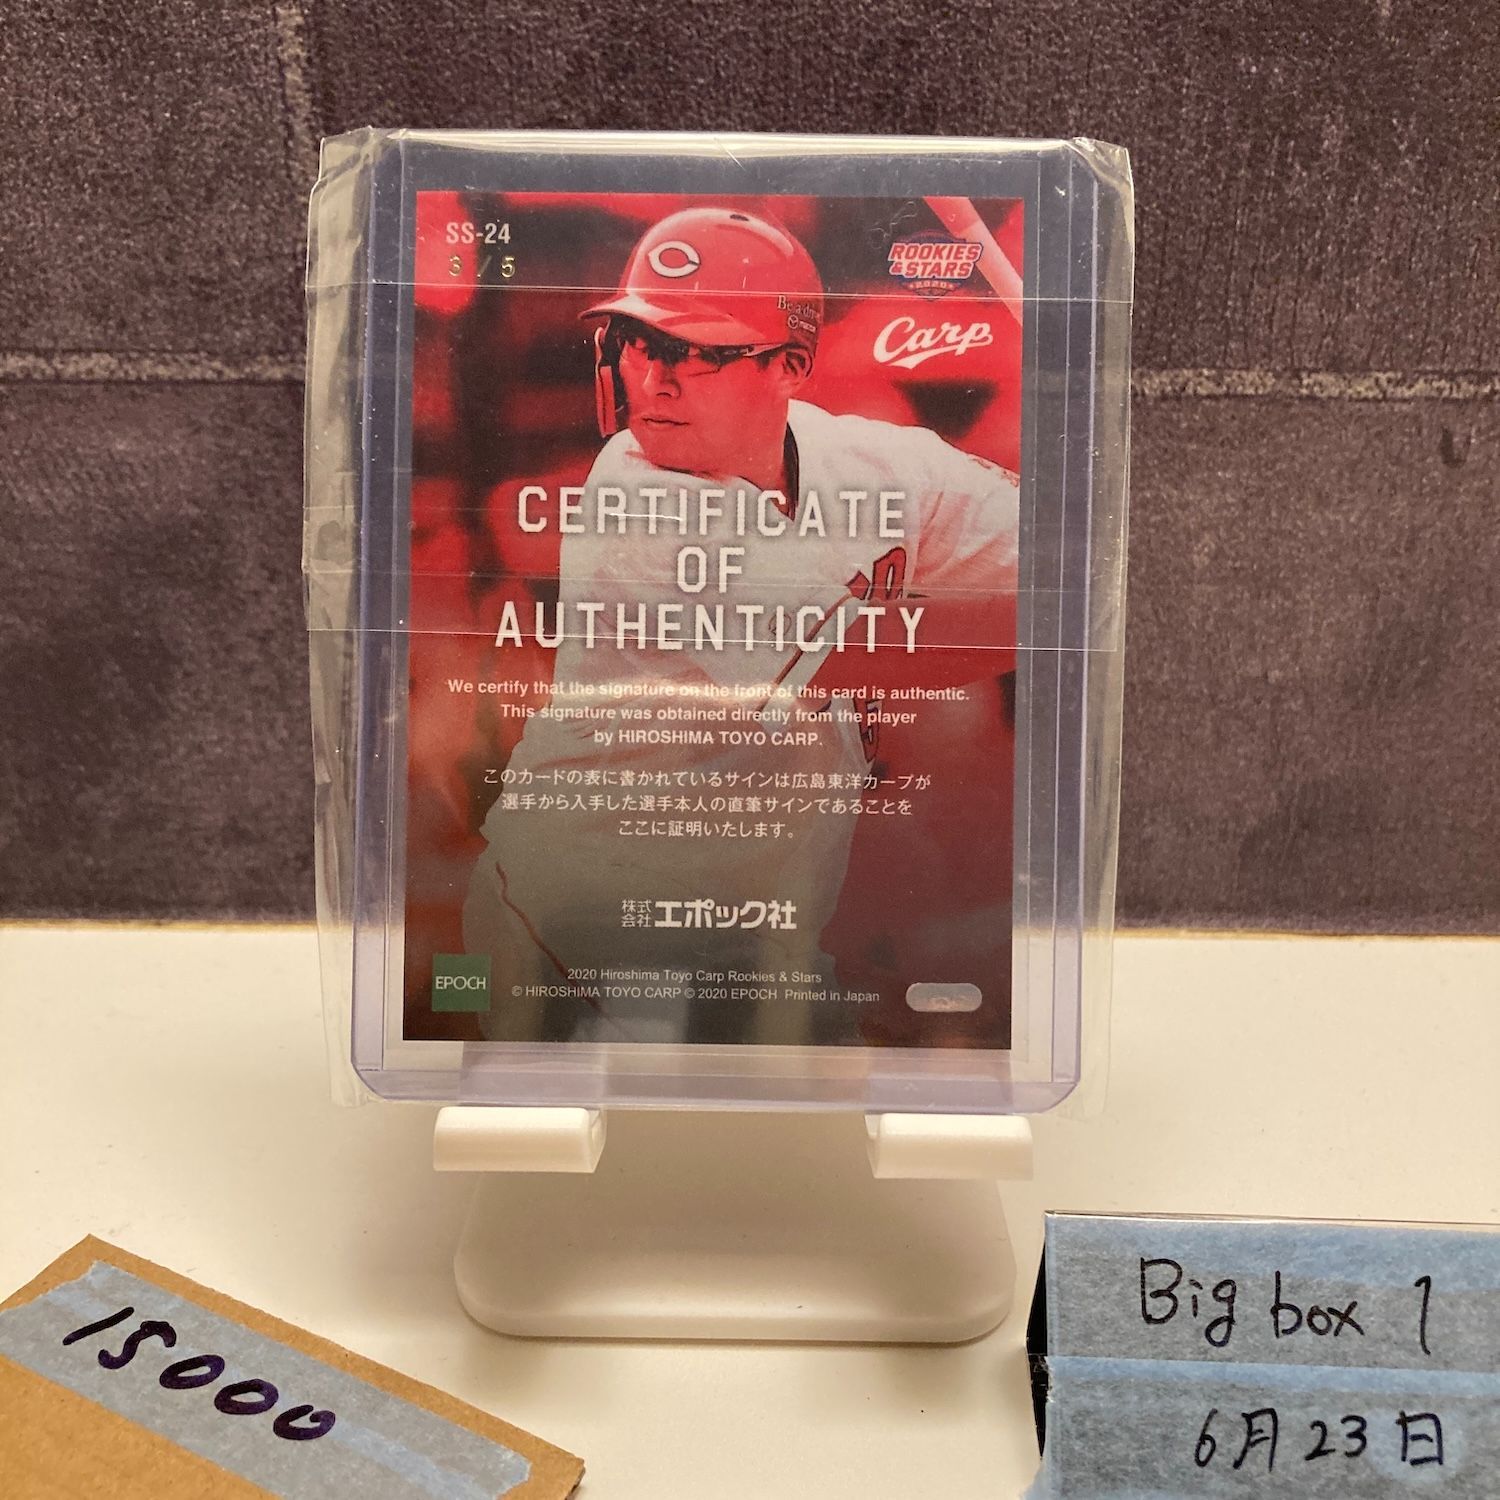 SS-24
3/5
ROOKIES
&STARS
2020
Carp
CERTIFICATE
OF
AUTHENTICITY
We certify that the signature on the front of this card is authentic.
This signature was obtained directly from the player
by HIROSHIMA TOYO CARP.
このカードの表に書かれているサインは広島東洋カープが
選手から入手した選手本人の直筆サインであることを
ここに証明いたします。
株式会社エポック社
EPOCH
2020 Hiroshima Toyo Carp Rookies & Stars
© HIROSHIMA TOYO CARP © 2020 EPOCH Printed in Japan
15000
Big box 1
6月23日